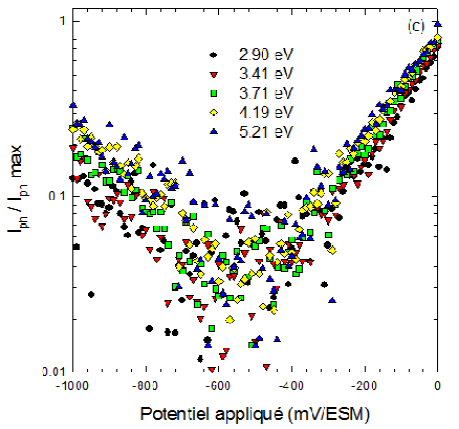 (c)
1
0.1
0.01
Iph / Iph max
2.90 eV
3.41 eV
3.71 eV
4.19 eV
5.21 eV
-1000 -800 -600 -400 -200 0
Potentiel appliqué (mV/ESM)